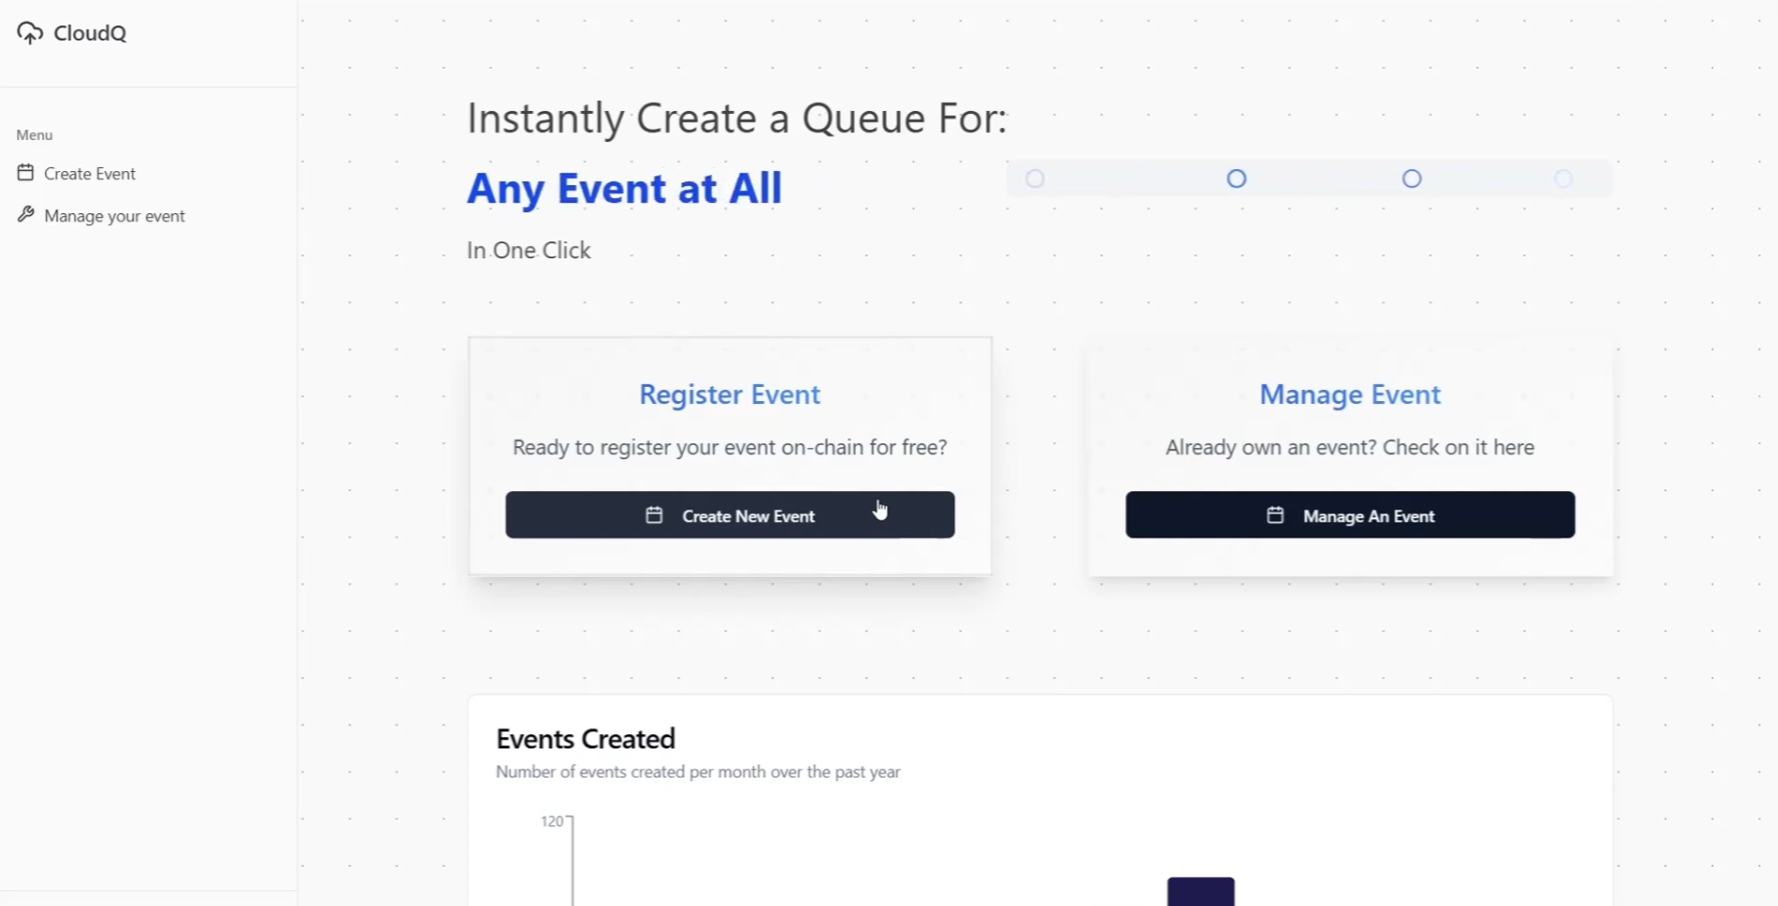 CloudQ
Menu
Create Event
Manage your event
Instantly Create a Queue For:
Any Event at All
In One Click
Register Event
Ready to register your event on-chain for free?
Create New Event
Manage Event
Already own an event? Check on it here
Manage An Event
Events Created
Number of events created per month over the past year
120